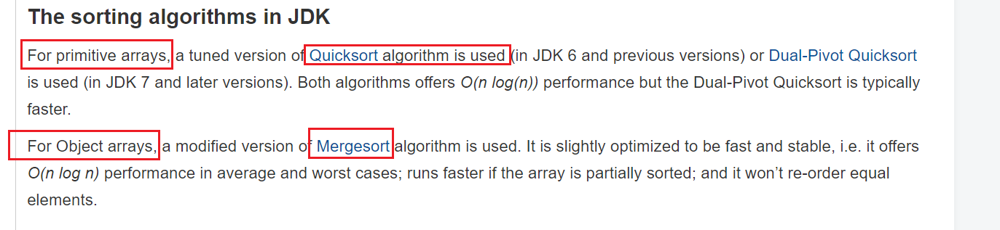 The sorting algorithms in JDK
For primitive arrays, a tuned version of Quicksort algorithm is used (in JDK 6 and previous versions) or Dual-Pivot Quicksort
is used (in JDK 7 and later versions). Both algorithms offers O(n log(n)) performance but the Dual-Pivot Quicksort is typically
faster.
For Object arrays, a modified version of Mergesort algorithm is used. It is slightly optimized to be fast and stable, i.e. it offers
O(n log n) performance in average and worst cases; runs faster if the array is partially sorted; and it won’t re-order equal
elements.